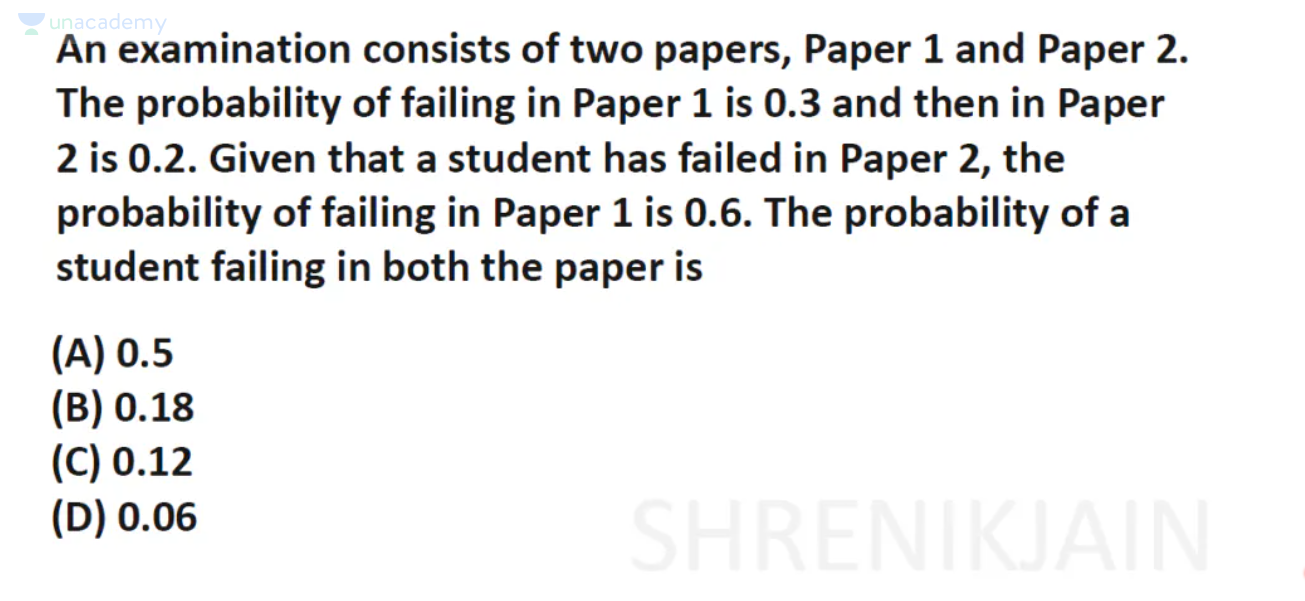 unacademy
An examination consists of two papers, Paper 1 and Paper 2.
The probability of failing in Paper 1 is 0.3 and then in Paper
2 is 0.2. Given that a student has failed in Paper 2, the
probability of failing in Paper 1 is 0.6. The probability of a
student failing in both the paper is
(A) 0.5
(B) 0.18
(C) 0.12
(D) 0.06
SHRENIKJAIN